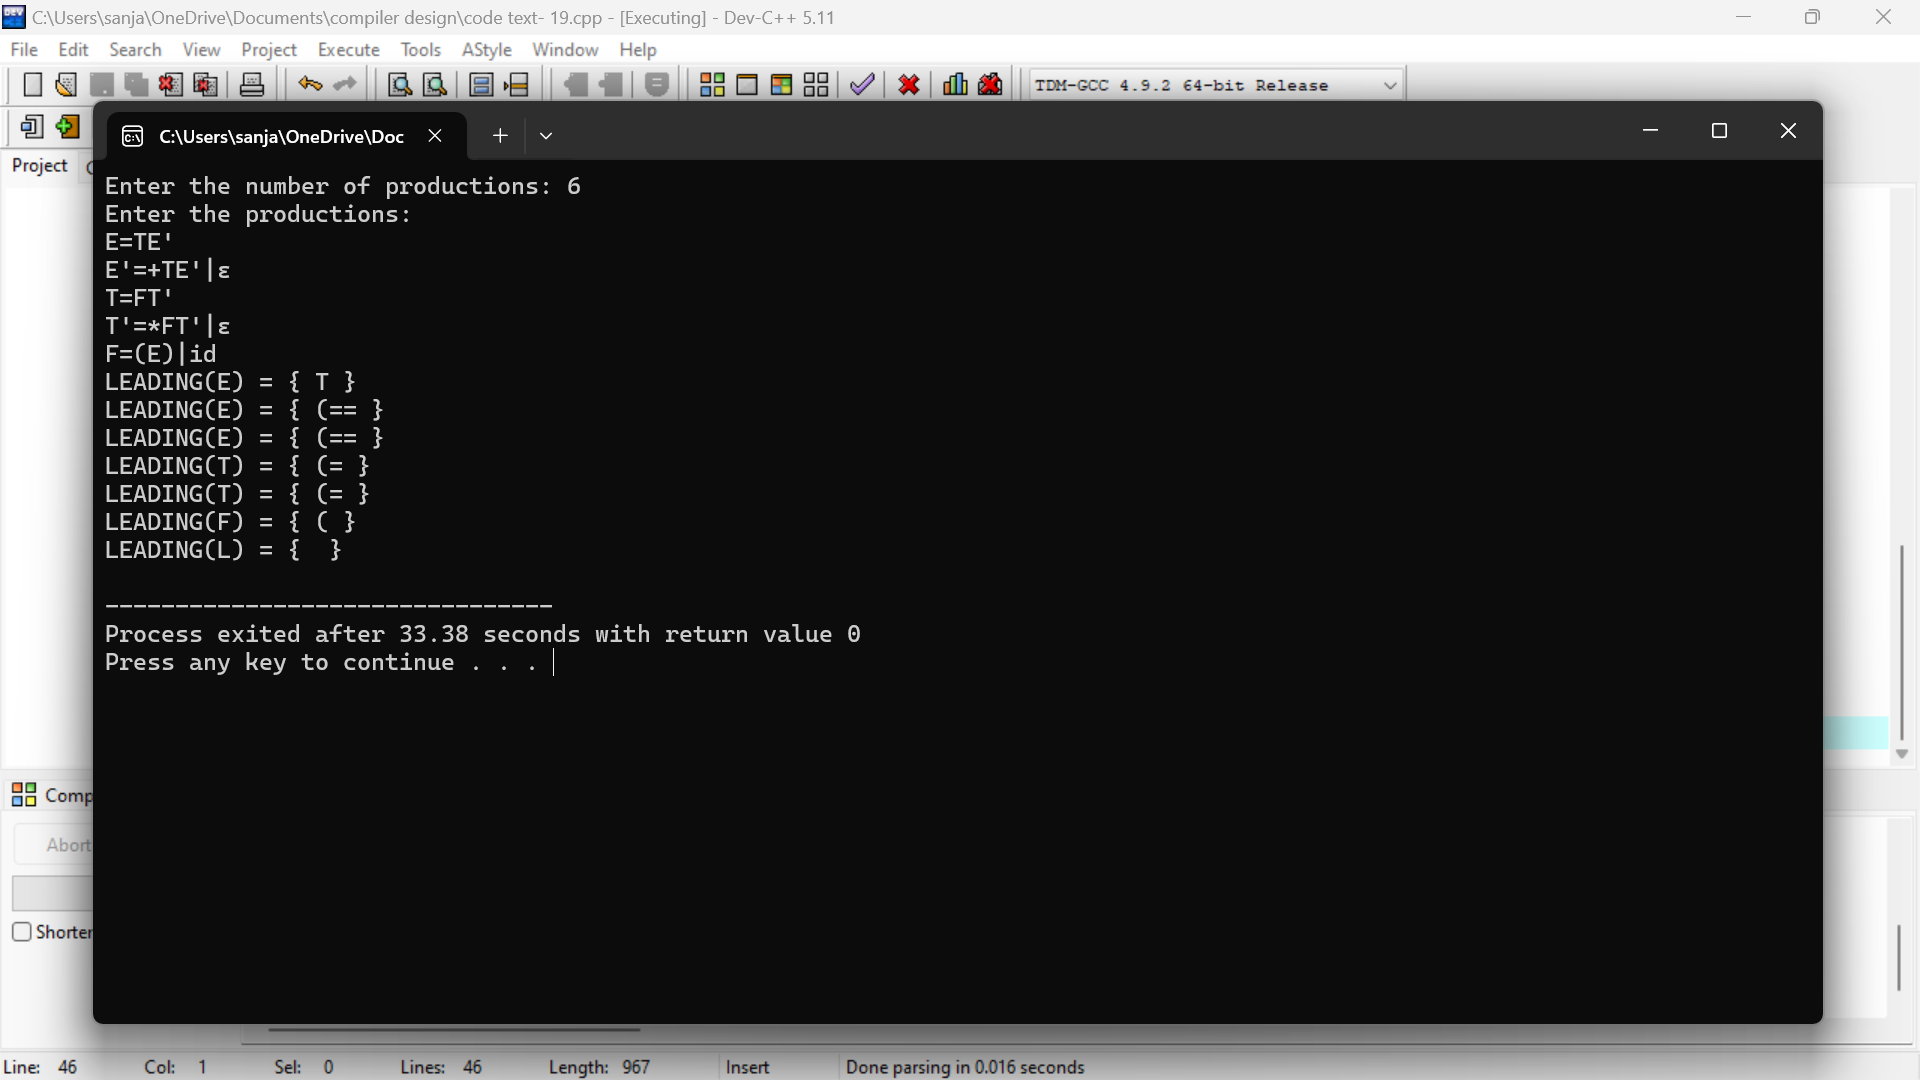 C:\Users\sanja\OneDrive\Documents\compiler design\code text- 19.cpp - [Executing] - Dev-C++ 5.11
File Edit Search View Project Execute Tools AStyle Window Help
TDM-GCC 4.9.2 64-bit Release
C:\Users\sanja\OneDrive\Doc
Project
Enter the number of productions: 6
Enter the productions:
E=TE'
E'=+TE'|ε
T=FT'
T'=*FT'|ε
F=(E)|id
LEADING(E) = { T }
LEADING(E) = { (== }
LEADING(E) = { (== }
LEADING(T) = { (= }
LEADING(T) = { (= }
LEADING(F) = { ( }
LEADING(L) = {  }
--------------------------------
Process exited after 33.38 seconds with return value 0
Press any key to continue . . .
Comp
Abort
Shorten
Line: 46 Col: 1 Sel: 0 Lines: 46 Length: 967 Insert Done parsing in 0.016 seconds